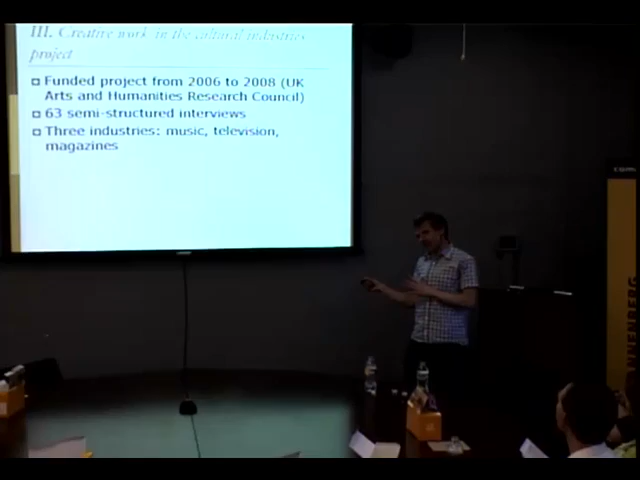 III. Creative work in the cultural industries
project
Funded project from 2006 to 2008 (UK
Arts and Humanities Research Council)
63 semi-structured interviews
Three industries: music, television,
magazines
NNENBERG